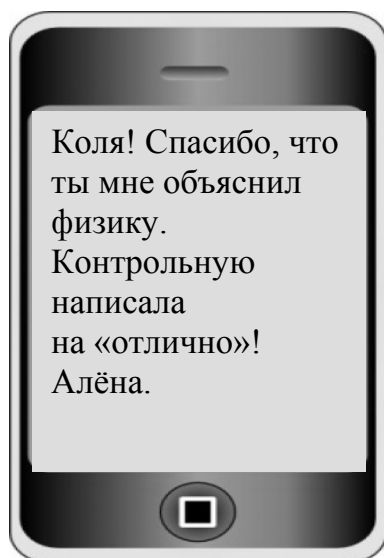 Коля! Спасибо, что
ты мне объяснил
физику.
Контрольную
написала
на «отлично»!
Алёна.